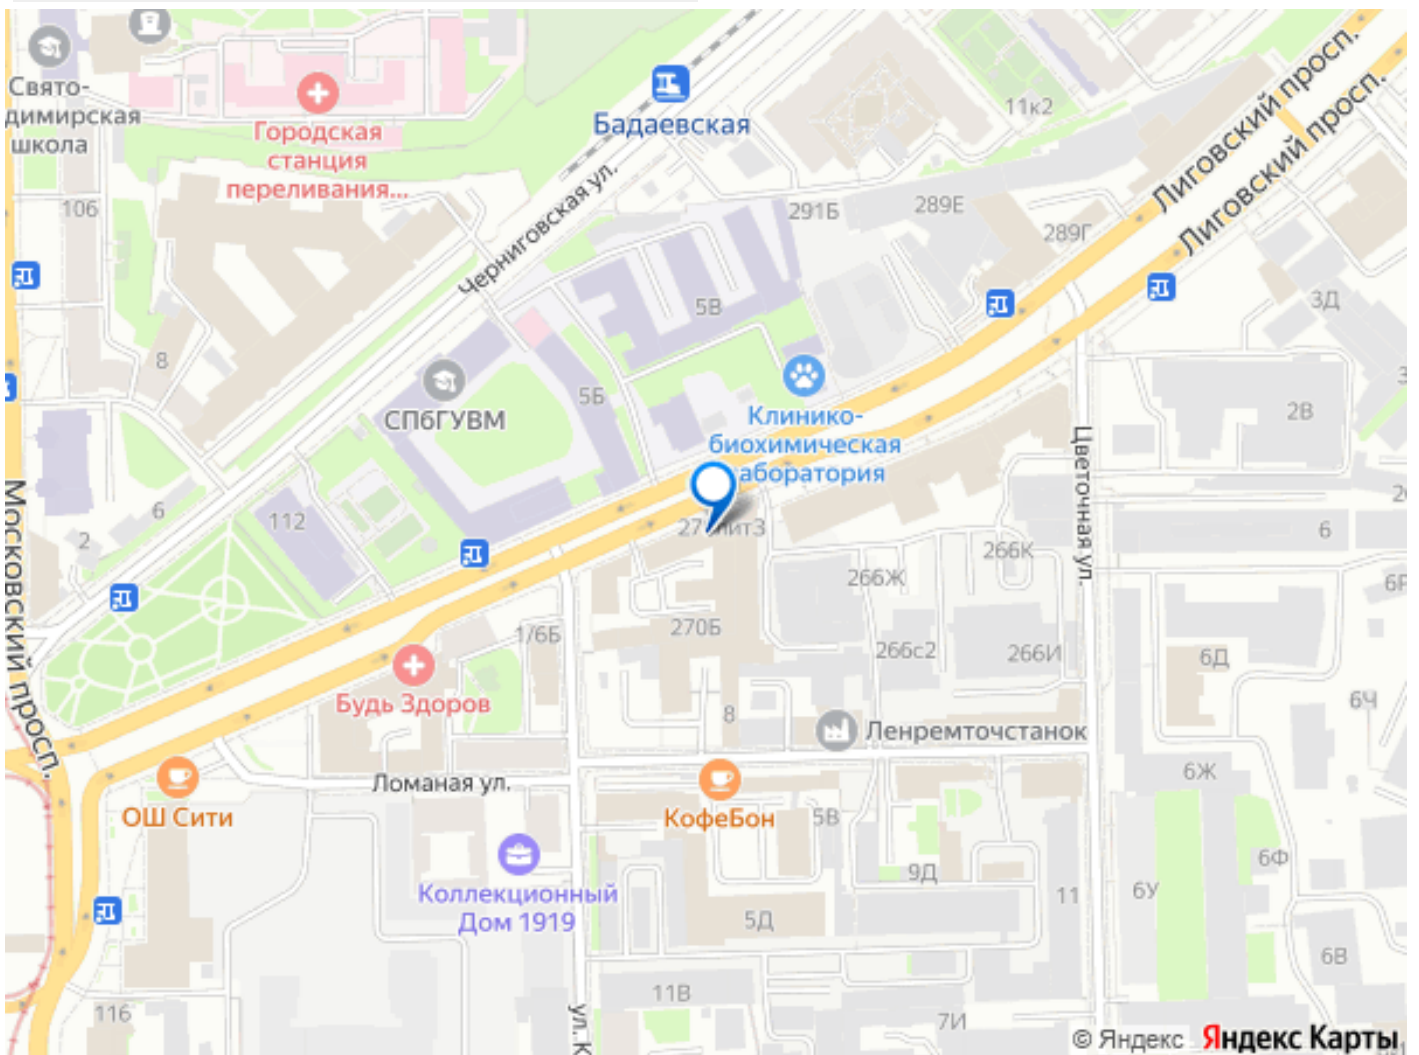 Свято-
димирская
школа
Городская
станция
переливания...
Бадаевская
11к2
Лиговский просп.
Лиговский просп.
106
Черниговская ул.
291Б
289Е
289Г
5В
3Д
8
СПбГУВМ
5Б
Клинико-
биохимическая
аборатория
2В
Цветочная ул.
Московский просп.
112
6
2
266К
6
266Ж
1/6Б
270Б
266с2
266И
6Д
6Ч
Будь Здоров
8
Ленремточстанок
Ломаная ул.
6Ж
ОШ Сити
КофеБон
5В
6Ф
9Д
Коллекционный
Дом 1919
5Д
11
6У
6В
11В
116
7И
ул. К
© Яндекс Яндекс Карты